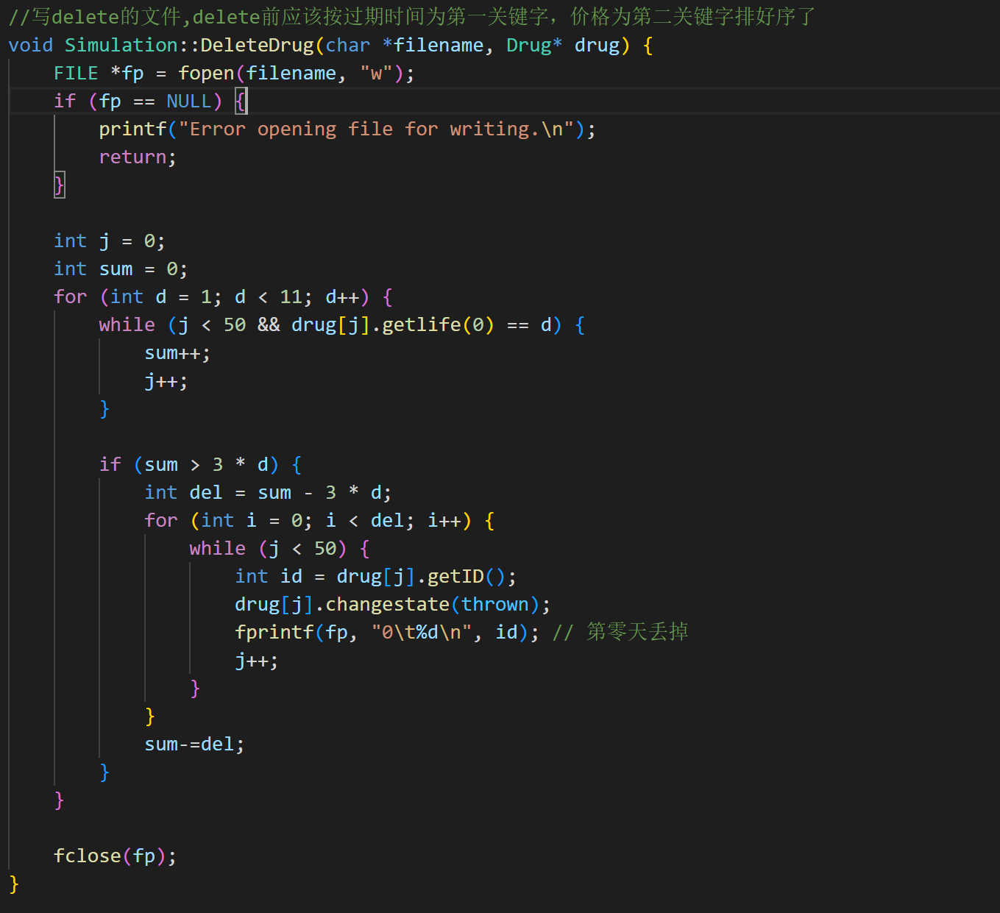 //写delete的文件,delete前应该按过期时间为第一关键字，价格为第二关键字排好序了
void Simulation::DeleteDrug(char *filename, Drug* drug) {
    FILE *fp = fopen(filename, "w");
    if (fp == NULL) {
        printf("Error opening file for writing.\n");
        return;
    }
    int j = 0;
    int sum = 0;
    for (int d = 1; d < 11; d++) {
        while (j < 50 && drug[j].getlife(0) == d) {
            sum++;
            j++;
        }
        if (sum > 3 * d) {
            int del = sum - 3 * d;
            for (int i = 0; i < del; i++) {
                while (j < 50) {
                    int id = drug[j].getID();
                    drug[j].changestate(thrown);
                    fprintf(fp, "0\t%d\n", id); // 第零天丢掉
                    j++;
                }
            }
            sum-=del;
        }
    }
    fclose(fp);
}